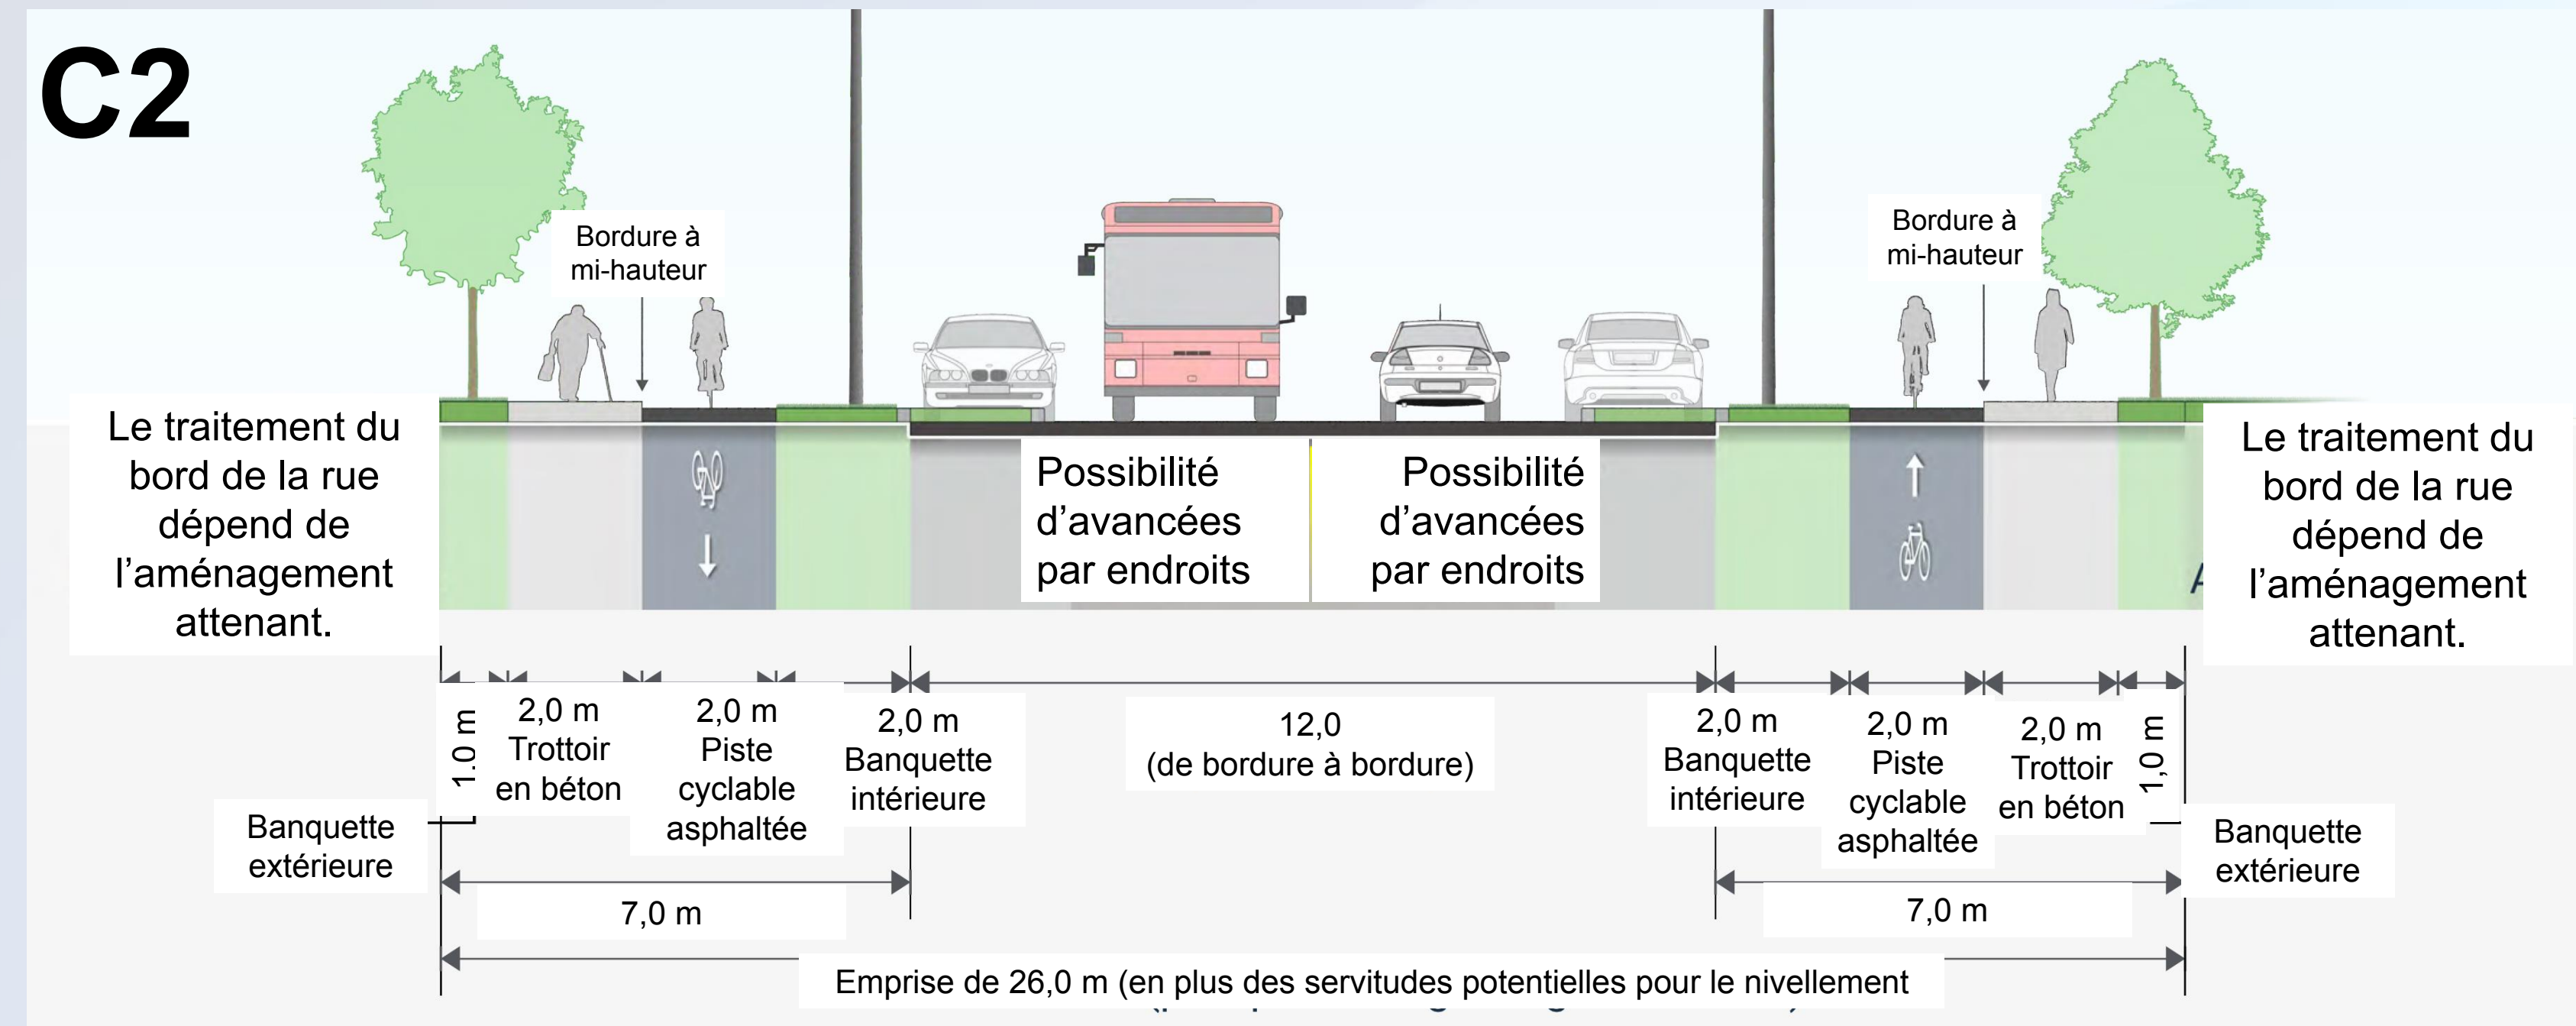 C2
Bordure à
mi-hauteur
Bordure à
mi-hauteur
Le traitement du
bord de la rue
dépend de
l’aménagement
attenant.
Possibilité
d’avancées
par endroits
Possibilité
d’avancées
par endroits
Le traitement du
bord de la rue
dépend de
l’aménagement
attenant.
1.0 m
2,0 m
Trottoir
en béton
2,0 m
Piste
cyclable
asphaltée
2,0 m
Banquette
intérieure
12,0
(de bordure à bordure)
2,0 m
Banquette
intérieure
2,0 m
Piste
cyclable
asphaltée
2,0 m
Trottoir
en béton
1,0 m
Banquette
extérieure
Banquette
extérieure
7,0 m
7,0 m
Emprise de 26,0 m (en plus des servitudes potentielles pour le nivellement